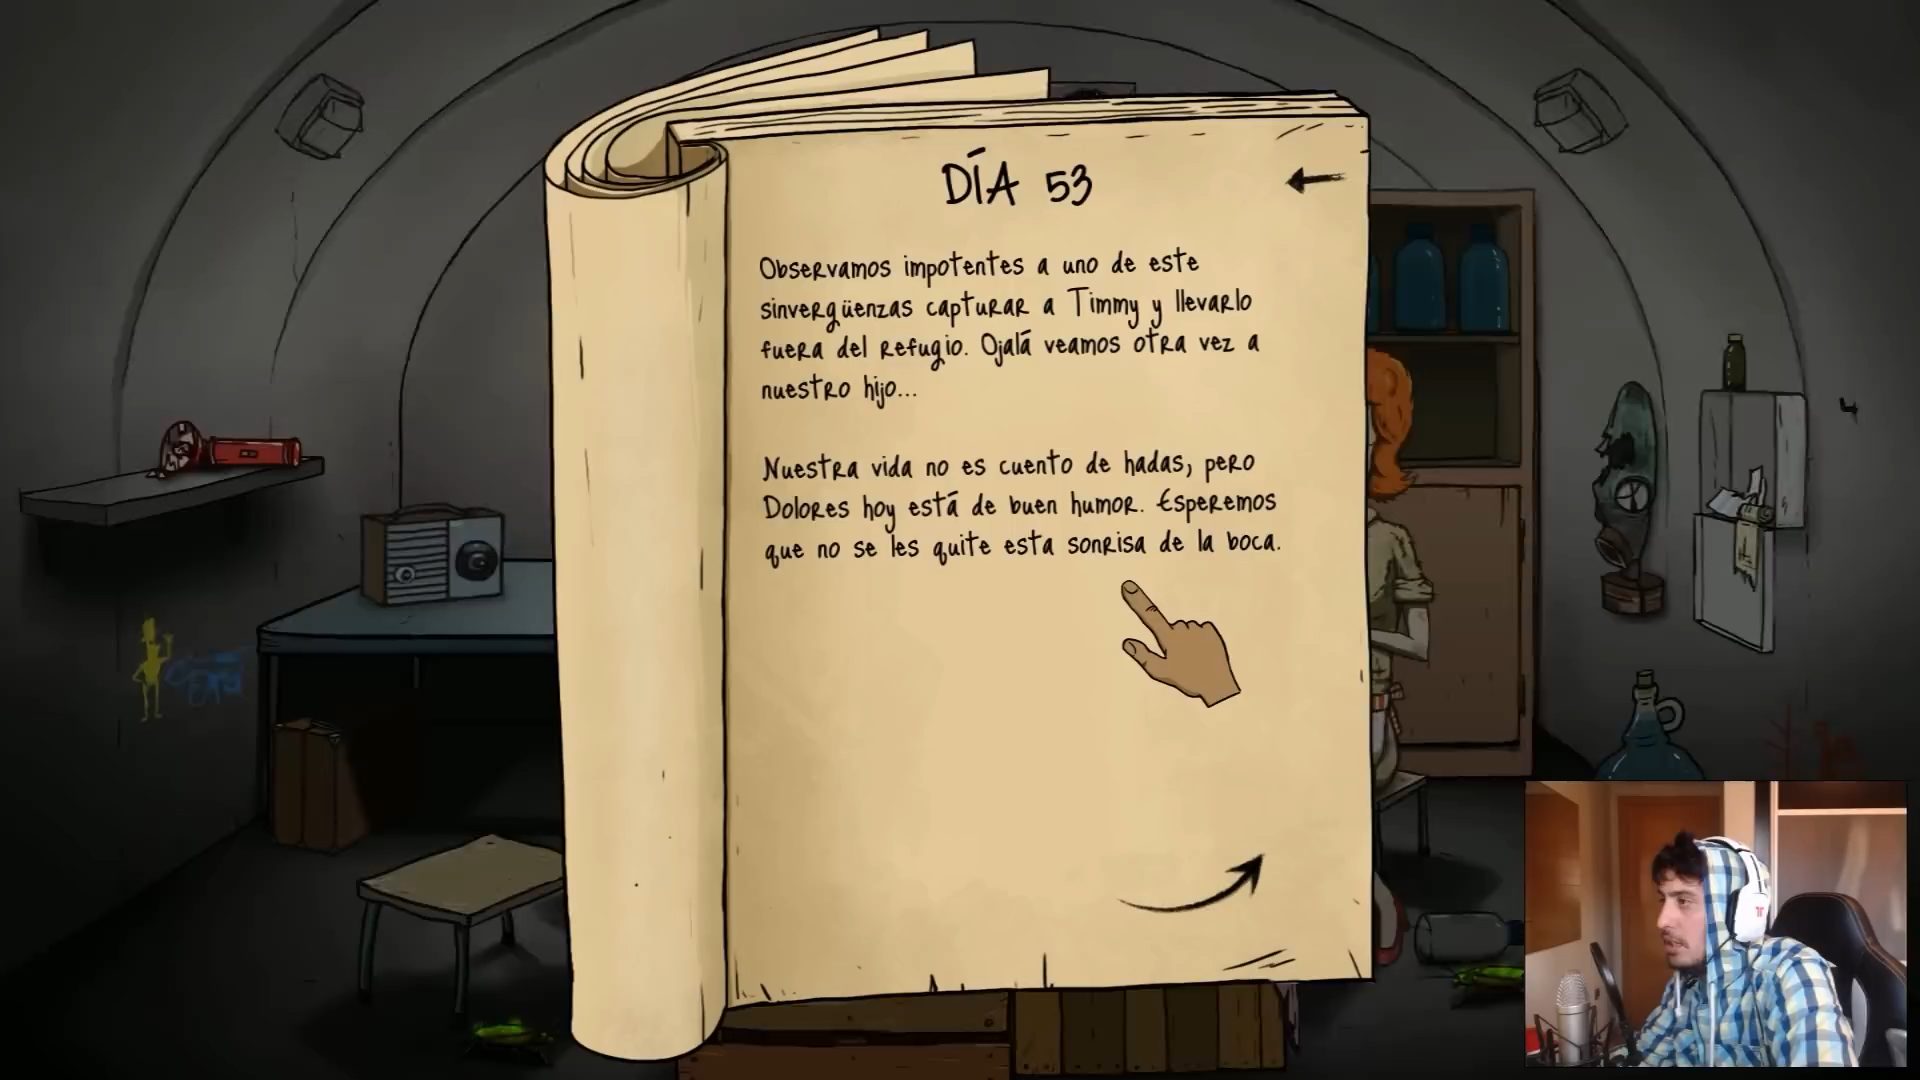 DÍA 53
Observamos impotentes a uno de este
sinvergüenzas capturar a Timmy y llevarlo
fuera del refugio. Ojalá veamos otra vez a
nuestro hijo...
Nuestra vida no es cuento de hadas, pero
Dolores hoy está de buen humor. Esperemos
que no se les quite esta sonrisa de la boca.